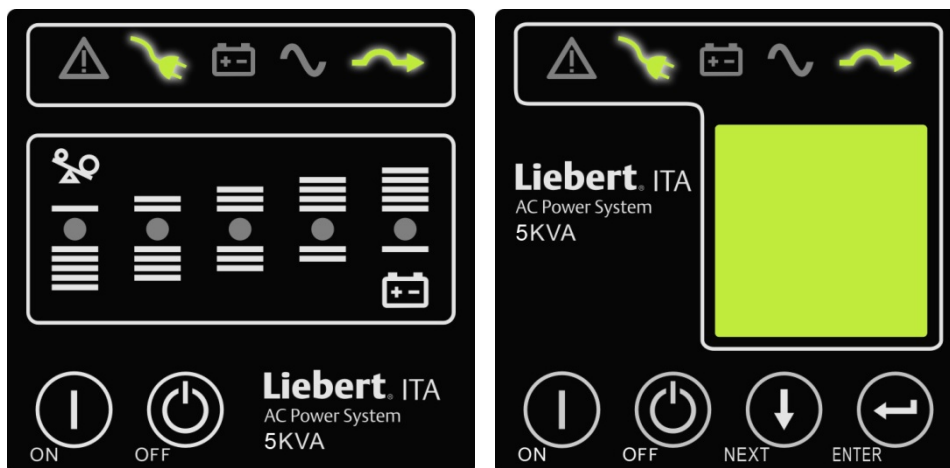 ON
OFF
Liebert® ITA
AC Power System
5KVA
Liebert® ITA
AC Power System
5KVA
ON
OFF
NEXT
ENTER